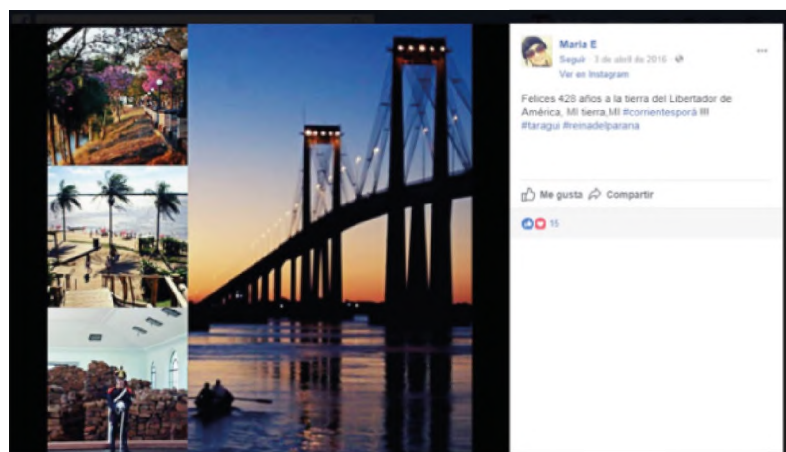 Maria E
Seguir · 3 de abril de 2016 ·
Ver en Instagram
Felices 428 años a la tierra del Libertador de
América, MI tierra,MI #corrientesporà !!!!
#taragui #reinadelparana
Me gusta Compartir
15